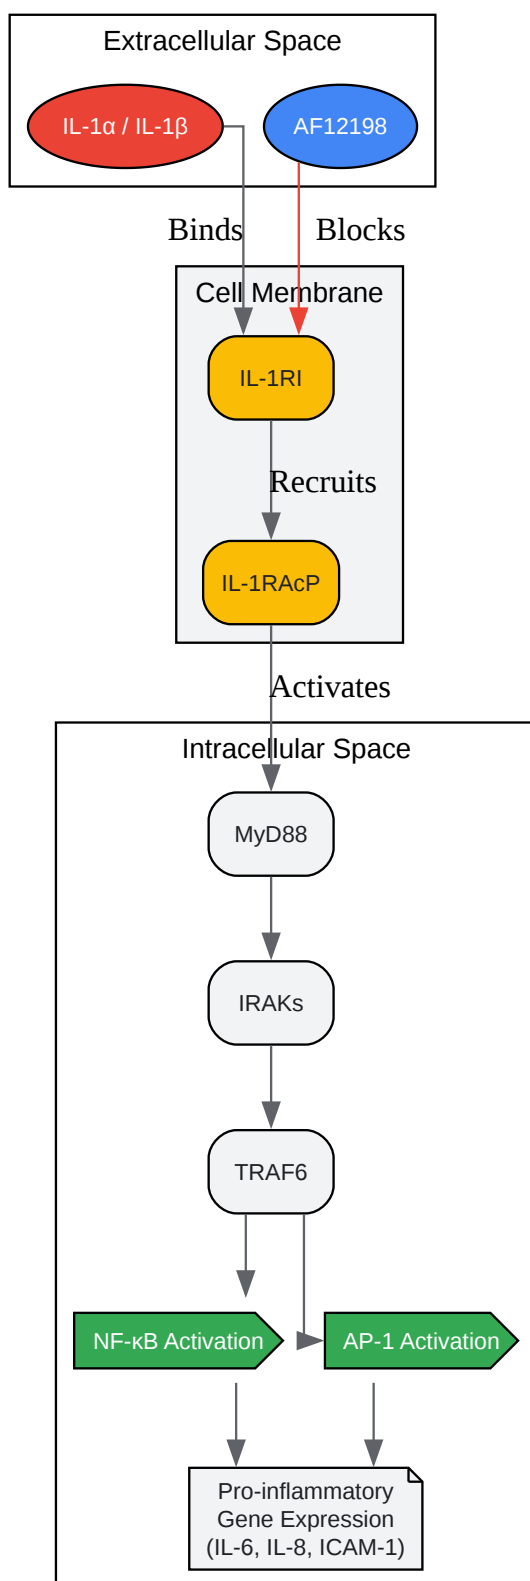 Extracellular Space
IL-1α / IL-1β
AF12198
Binds
Blocks
Cell Membrane
IL-1RI
Recruits
IL-1RAcP
Activates
Intracellular Space
MyD88
IRAKs
TRAF6
NF-κB Activation
AP-1 Activation
Pro-inflammatory
Gene Expression
(IL-6, IL-8, ICAM-1)